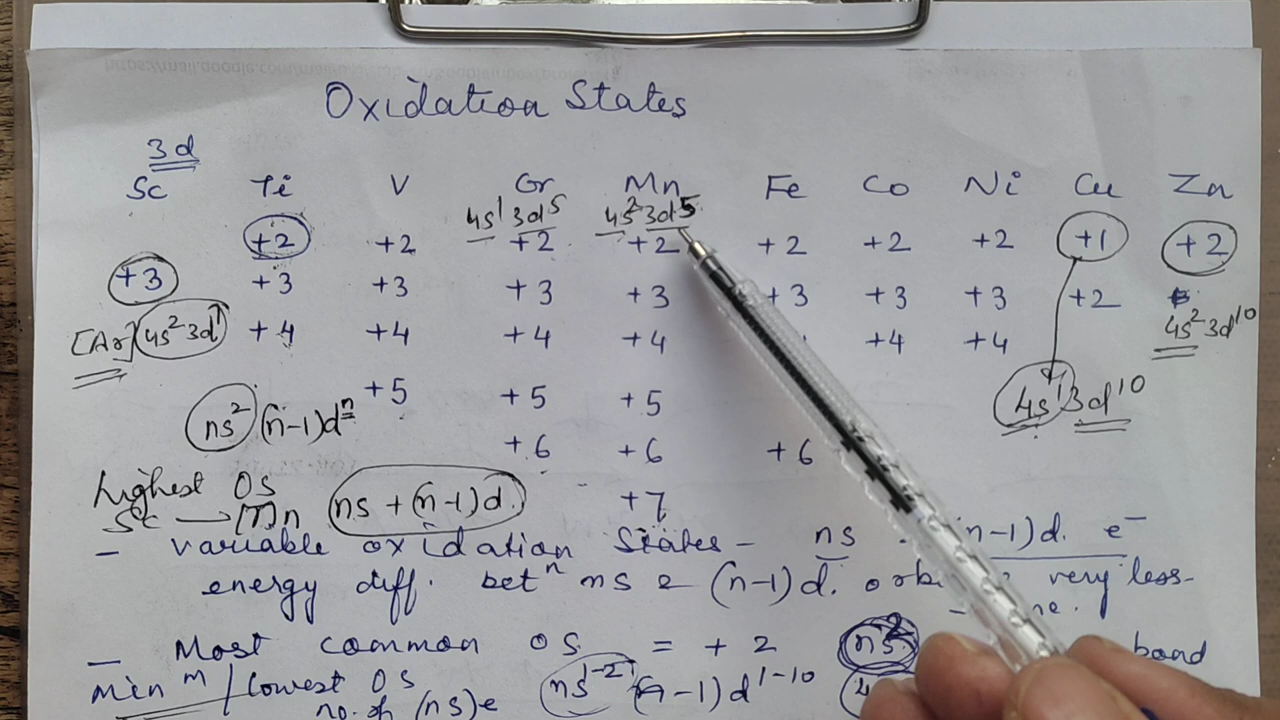 Oxidation States
3d
Sc Ti V Cr Mn Fe Co Ni Cu Zn
4s¹ 3d⁵ 4s² 3d⁵
+2 +2 +2 +2 +2 +2 +2 +1 +2
+3 +3 +3 +3 +3 +3 +3 +3 +2
[Ar] 4s² 3d¹ +4 +4 +4 +4 +4 +4 4s² 3d¹⁰
+5 +5 +5 4s¹ 3d¹⁰
ns² (n-1)dⁿ
+6 +6 +6
highest OS
Sc → Mn ns + (n-1)d. +7
- variable oxidation States - ns n-1)d. e⁻
energy diff. betⁿ ns & (n-1)d. very less-
- Most common OS = +2 ns² bond
minᵐ/lowest OS ns¹⁻² (n-1)d¹⁻¹⁰
no. of (ns)e